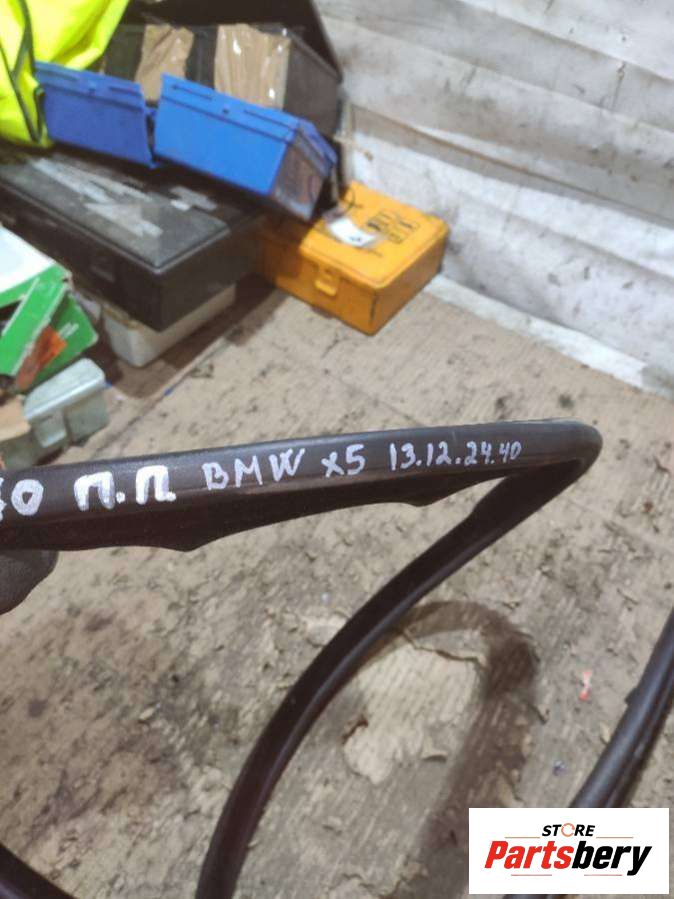 П.П BMW X5 13.12.24.40
STORE
Partsbery